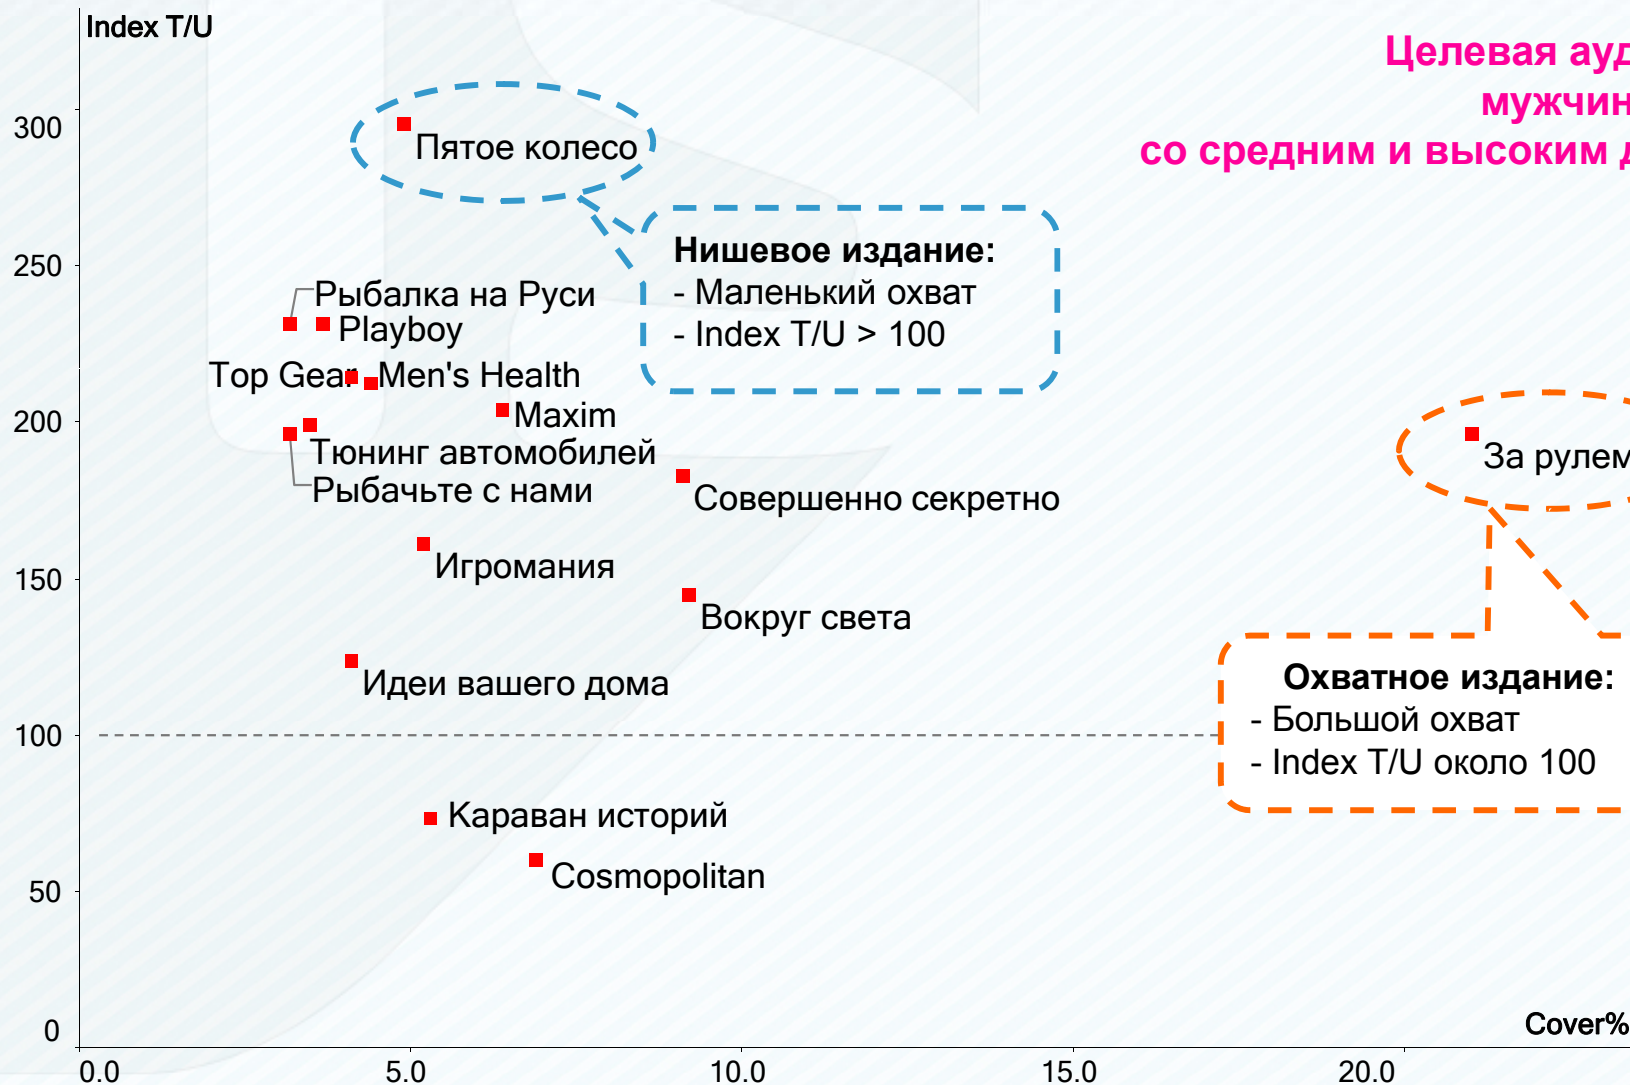 Index T/U
Целевая ауд
мужчин
со средним и высоким д
300
Пятое колесо
Нишевое издание:
- Маленький охват
- Index T/U > 100
250
Рыбалка на Руси
Playboy
Top Gear
Men's Health
200
Maxim
Тюнинг автомобилей
Рыбачьте с нами
За рулем
Совершенно секретно
150
Игромания
Вокруг света
Идеи вашего дома
Охватное издание:
- Большой охват
- Index T/U около 100
100
Караван историй
50
Cosmopolitan
0
Cover%
0.0
5.0
10.0
15.0
20.0